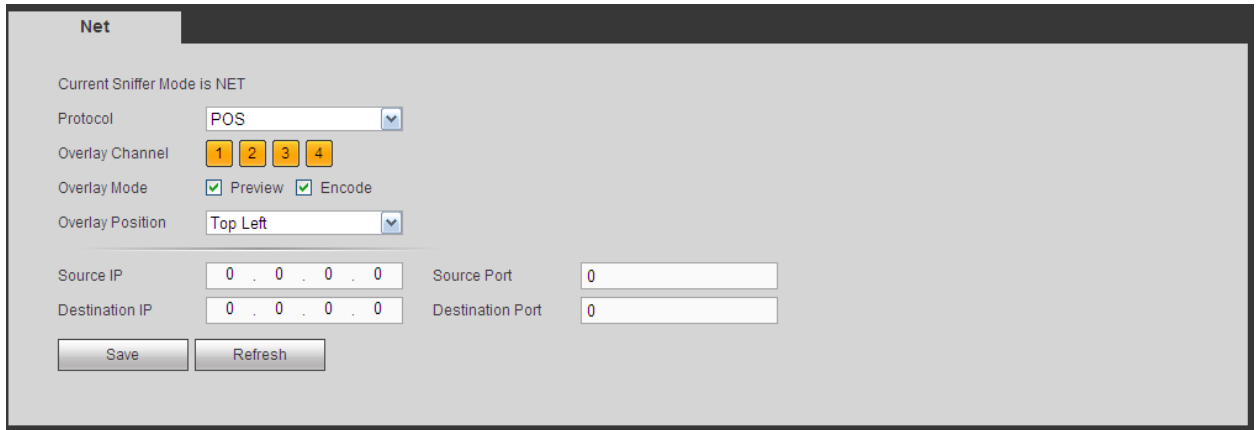 Net
Current Sniffer Mode is NET
Protocol POS
Overlay Channel 1 2 3 4
Overlay Mode Preview Encode
Overlay Position Top Left
Source IP 0 . 0 . 0 . 0 Source Port 0
Destination IP 0 . 0 . 0 . 0 Destination Port 0
Save Refresh